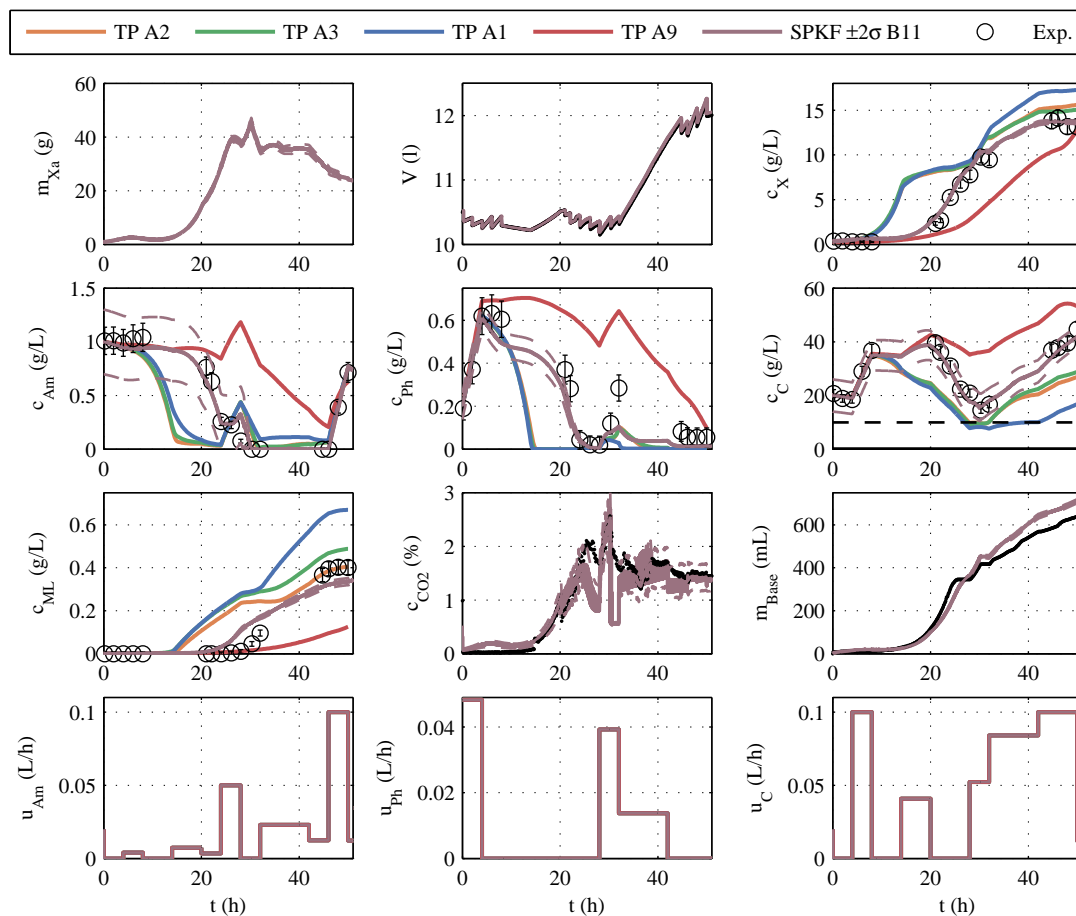 TP A2 TP A3 TP A1 TP A9 SPKF ±2σ B11 Exp.
m_Xa (g)
60
40
20
0
0 20 40
V (l)
12
11
10
0 20 40
c_X (g/L)
15
10
5
0
0 20 40
c_Am (g/L)
1.5
1
0.5
0
0 20 40
c_Ph (g/L)
0.6
0.4
0.2
0
0 20 40
c_C (g/L)
60
40
20
0
0 20 40
c_ML (g/L)
0.6
0.4
0.2
0
0 20 40
c_CO2 (%)
3
2
1
0
0 20 40
m_Base (mL)
600
400
200
0
0 20 40
u_Am (L/h)
0.1
0.05
0
0 20 40
t (h)
u_Ph (L/h)
0.04
0.02
0
0 20 40
t (h)
u_C (L/h)
0.1
0.05
0
0 20 40
t (h)